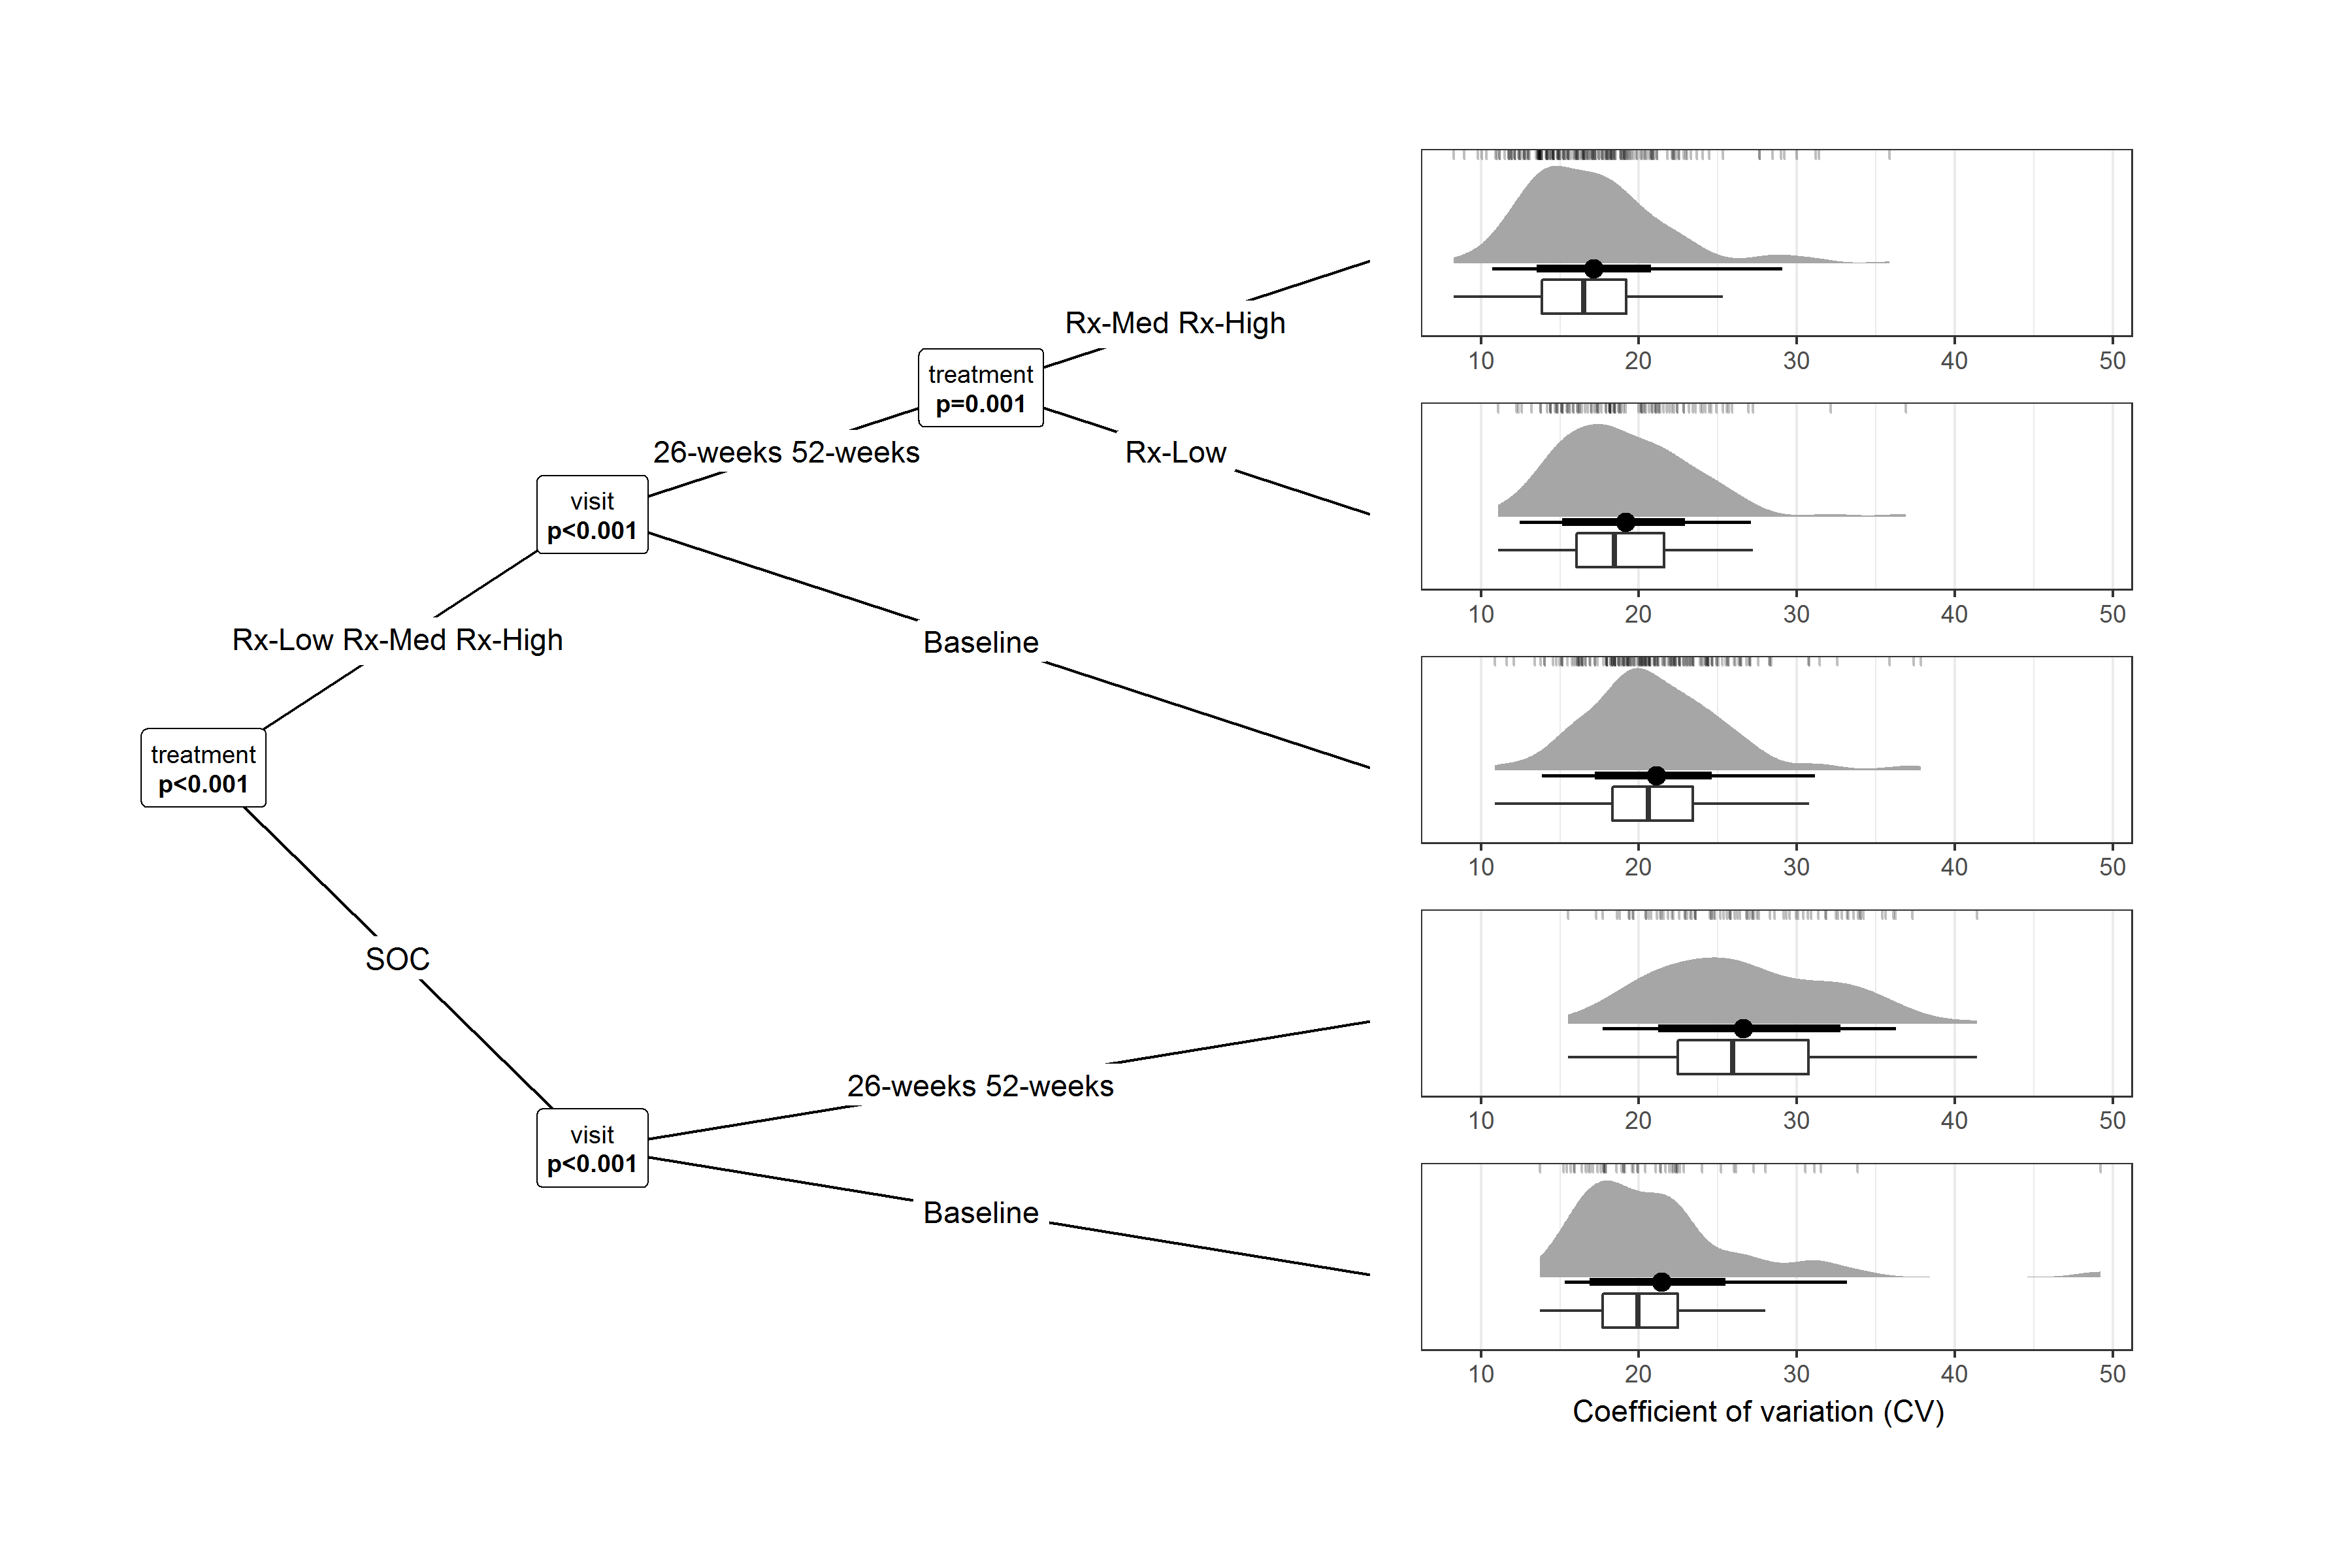 Rx-Med Rx-High
10 20 30 40 50
treatment
p=0.001
26-weeks 52-weeks
Rx-Low
visit
p<0.001
10 20 30 40 50
Rx-Low Rx-Med Rx-High
Baseline
treatment
p<0.001
10 20 30 40 50
SOC
26-weeks 52-weeks
10 20 30 40 50
visit
p<0.001
Baseline
10 20 30 40 50
Coefficient of variation (CV)